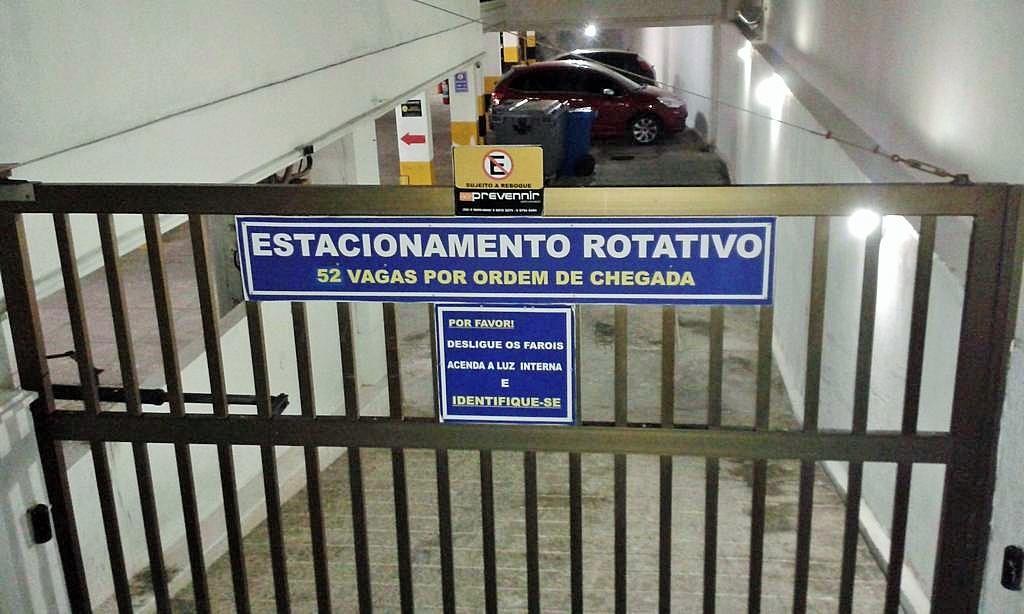 E
SUJEITO A REBOQUE
prevennir
ESTACIONAMENTO ROTATIVO
52 VAGAS POR ORDEM DE CHEGADA
POR FAVOR!
DESLIGUE OS FAROIS
ACENDA A LUZ INTERNA
E
IDENTIFIQUE-SE